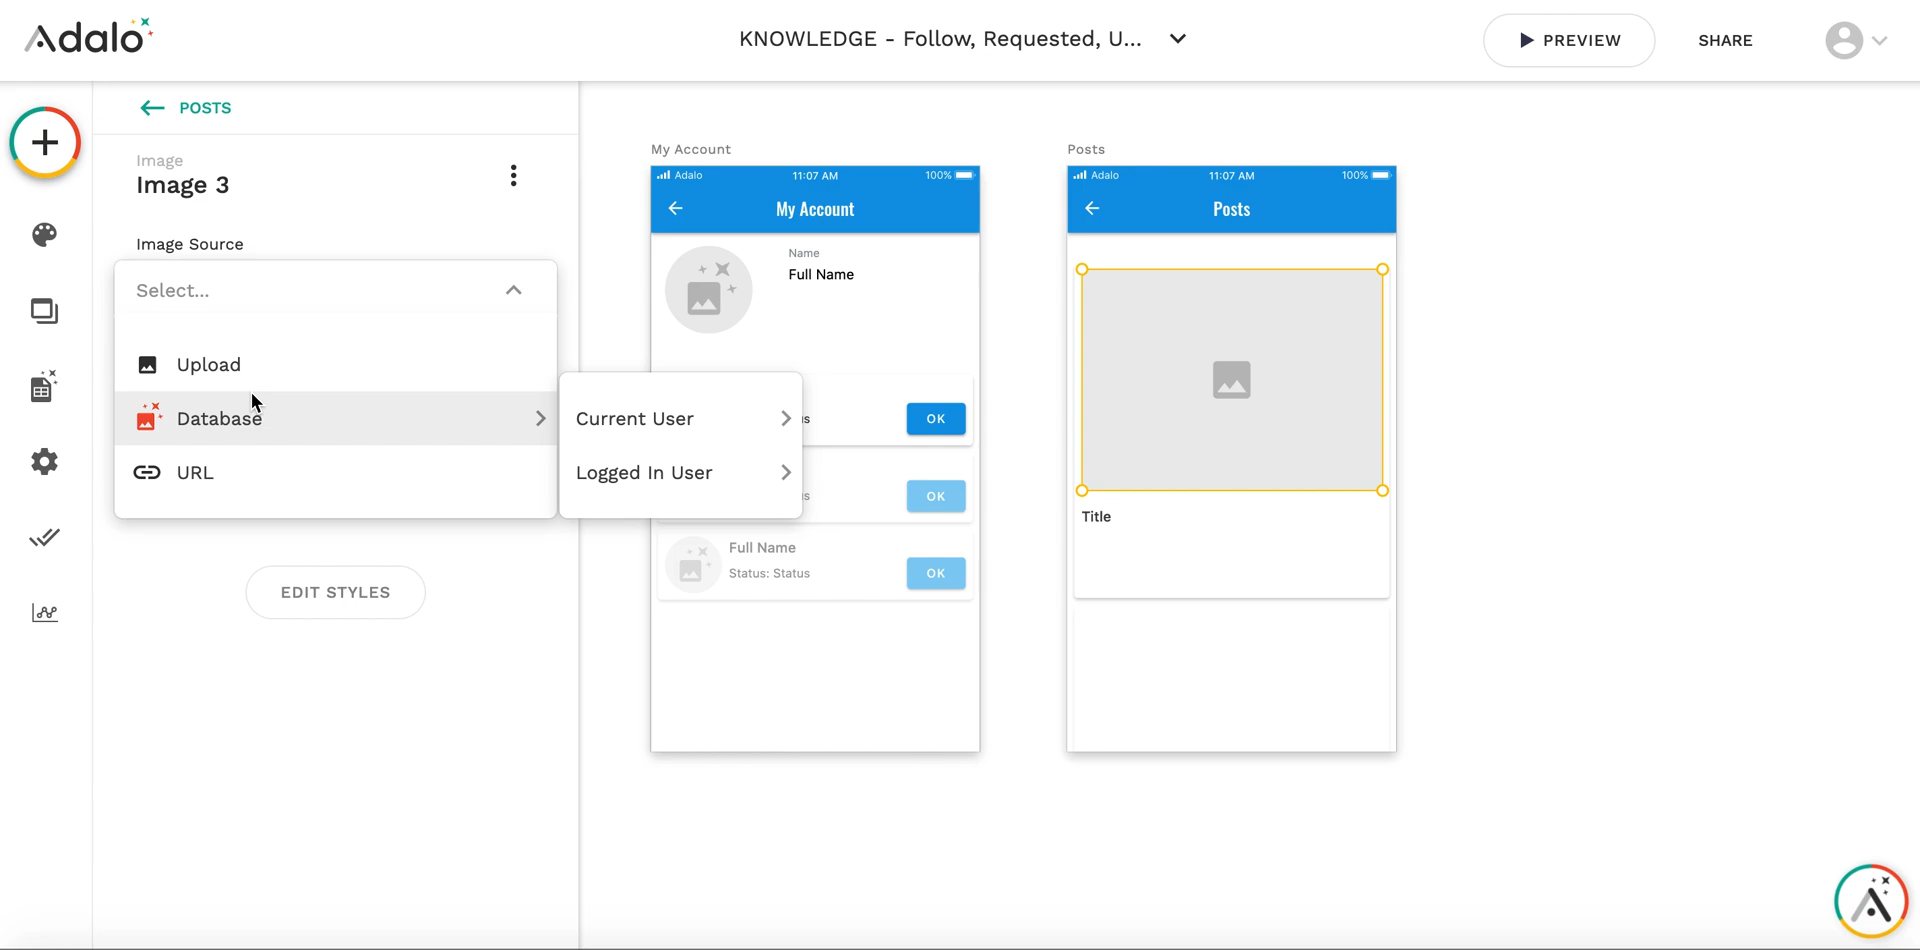 Adalo
KNOWLEDGE - Follow, Requested, U...
PREVIEW
SHARE
POSTS
Image
Image 3
Image Source
Select...
Upload
Database
URL
Current User
Logged In User
EDIT STYLES
My Account
Adalo 11:07 AM 100%
My Account
Name
Full Name
us
OK
us
OK
Full Name
Status: Status
OK
Posts
Adalo 11:07 AM 100%
Posts
Title